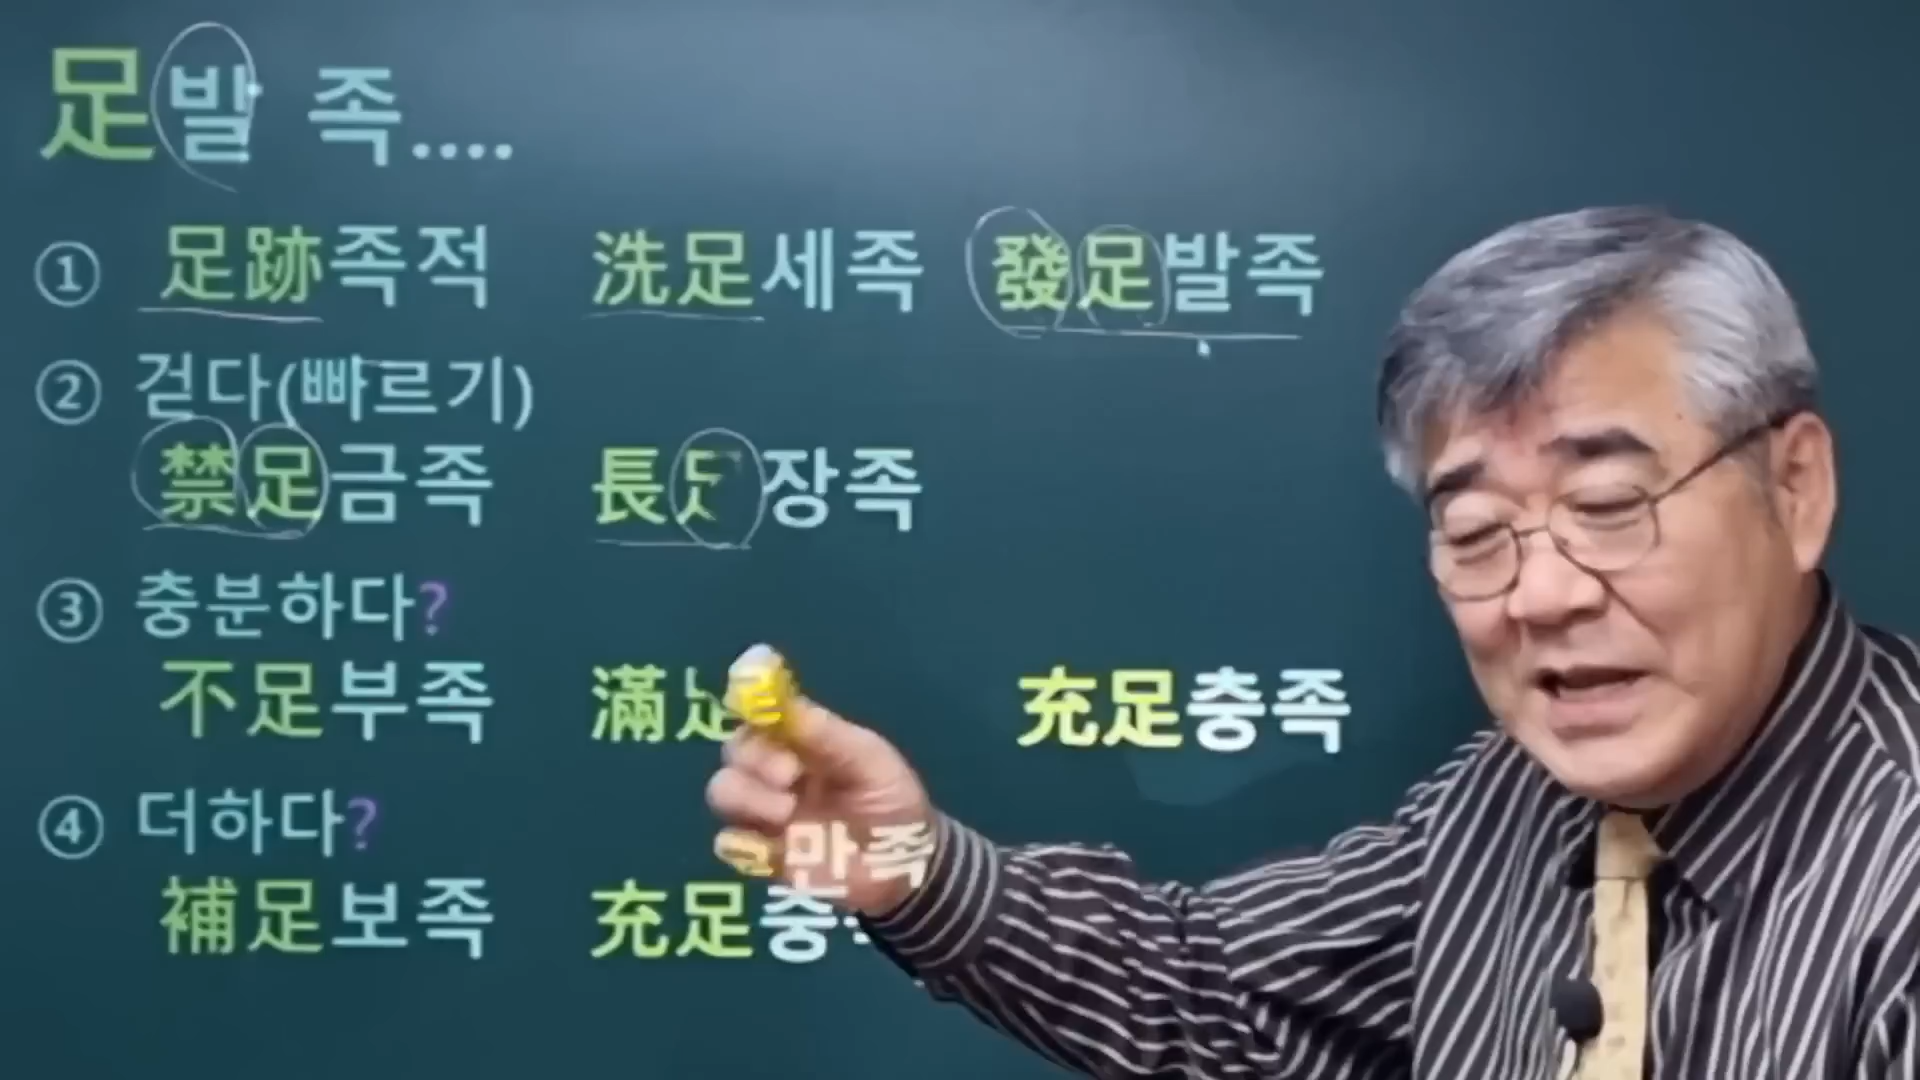 足발 족....
① 足跡족적 洗足세족 發足발족
② 걷다(빠르기)
禁足금족 長足장족
③ 충분하다?
不足부족 滿足 充足충족
만족
④ 더하다?
補足보족 充足충